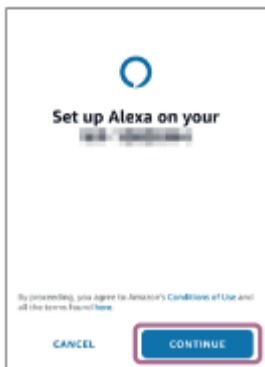 Set up Alexa on your
By proceeding, you agree to Amazon's Conditions of Use and
all the terms found here.
CANCEL
CONTINUE